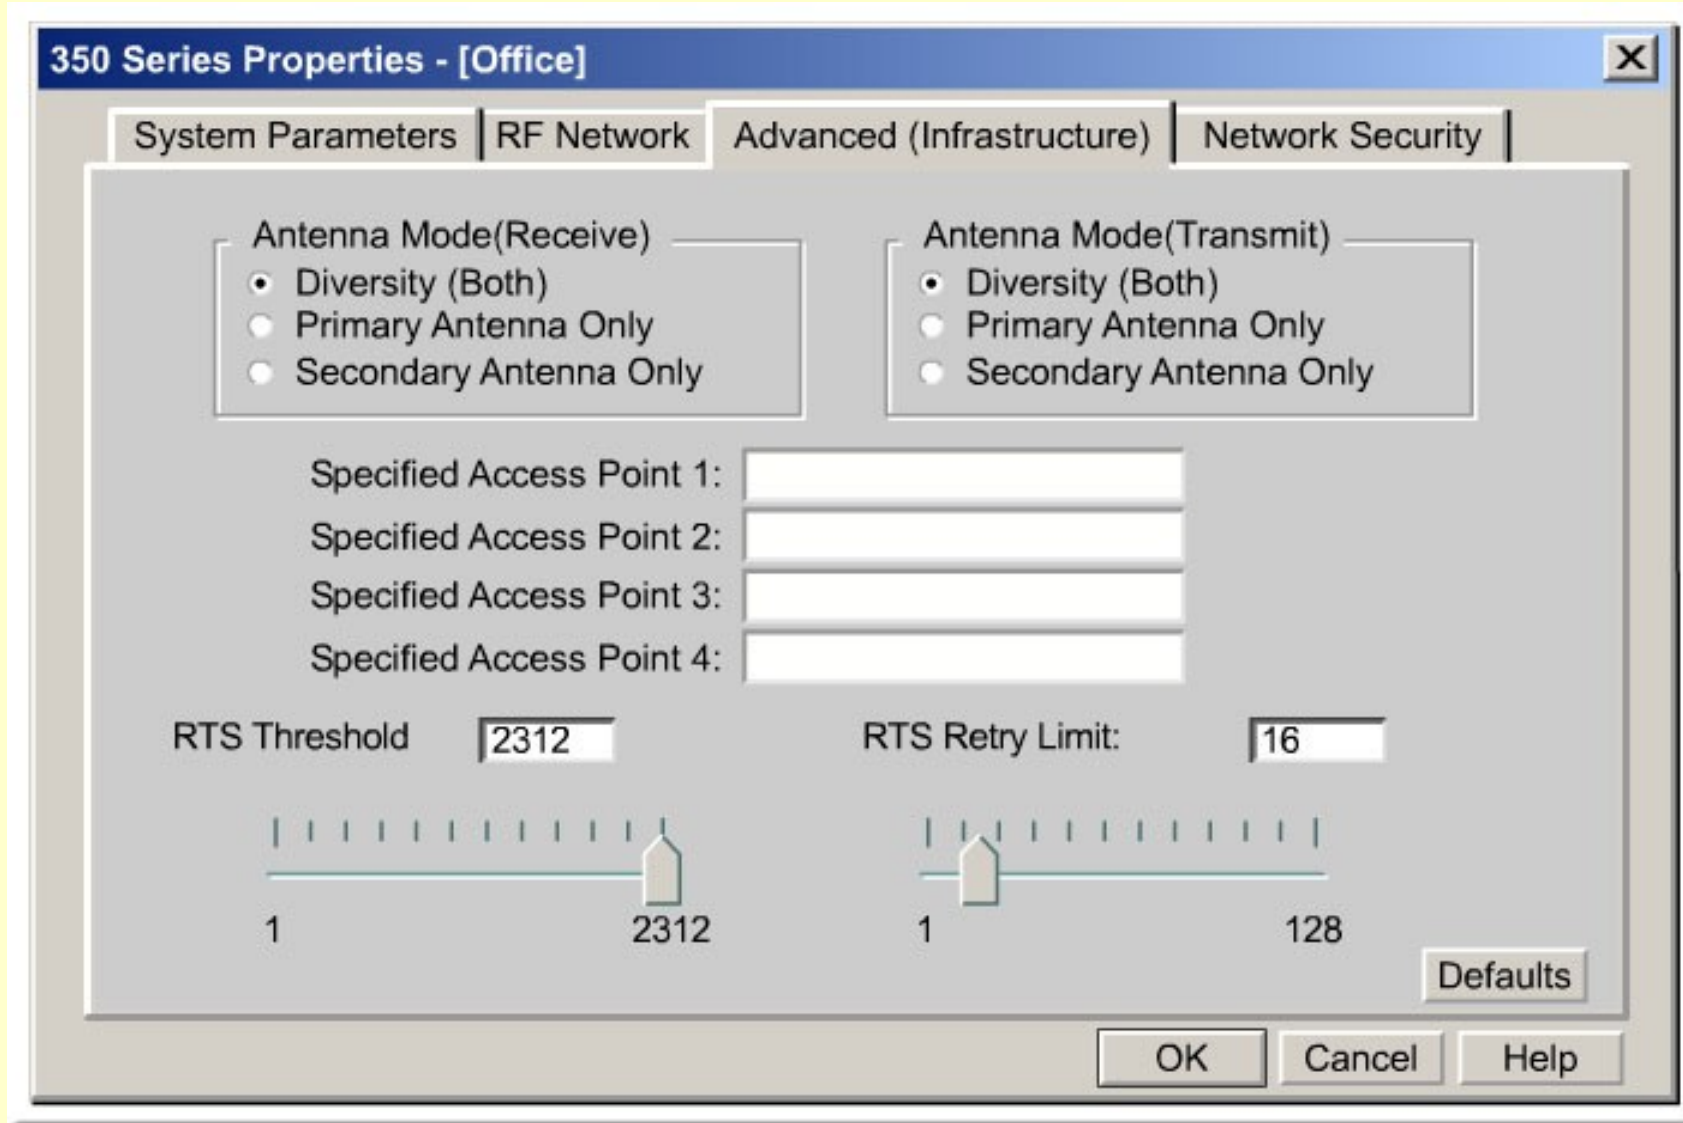 350 Series Properties - [Office]
System Parameters
RF Network
Advanced (Infrastructure)
Network Security
Antenna Mode(Receive)
Diversity (Both)
Primary Antenna Only
Secondary Antenna Only
Antenna Mode(Transmit)
Diversity (Both)
Primary Antenna Only
Secondary Antenna Only
Specified Access Point 1:
Specified Access Point 2:
Specified Access Point 3:
Specified Access Point 4:
RTS Threshold 2312
RTS Retry Limit: 16
1 2312
1 128
Defaults
OK Cancel Help